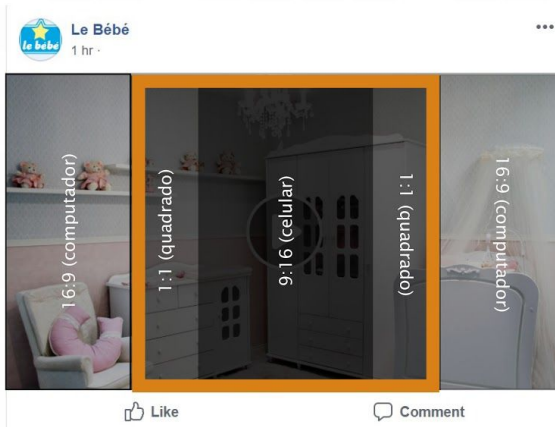 Le Bébé
le bébé
1 hr ·
16:9 (computador)
1:1 (quadrado)
9:16 (celular)
1:1 (quadrado)
16:9 (computador)
Like
Comment